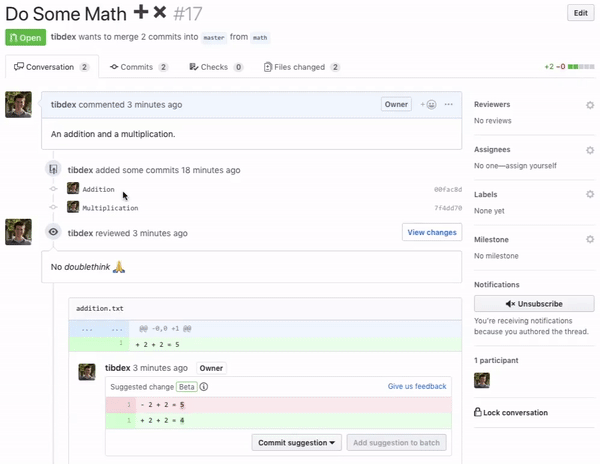 Do Some Math ➕✖ #17
Edit
Open tibdex wants to merge 2 commits into master from math
Conversation 2 Commits 2 Checks 0 Files changed 2 +2 −0
tibdex commented 3 minutes ago Owner
An addition and a multiplication.
tibdex added some commits 18 minutes ago
Addition 00fac8d
Multiplication 7f4dd70
tibdex reviewed 3 minutes ago View changes
No doublethink 🙏
addition.txt
... ... @@ -0,0 +1 @@
1 + 2 + 2 = 5
tibdex 3 minutes ago Owner
Suggested change Beta Give us feedback
1 - 2 + 2 = 5
1 + 2 + 2 = 4
Commit suggestion Add suggestion to batch
Reviewers
No reviews
Assignees
No one—assign yourself
Labels
None yet
Milestone
No milestone
Notifications
Unsubscribe
You're receiving notifications
because you authored the thread.
1 participant
Lock conversation